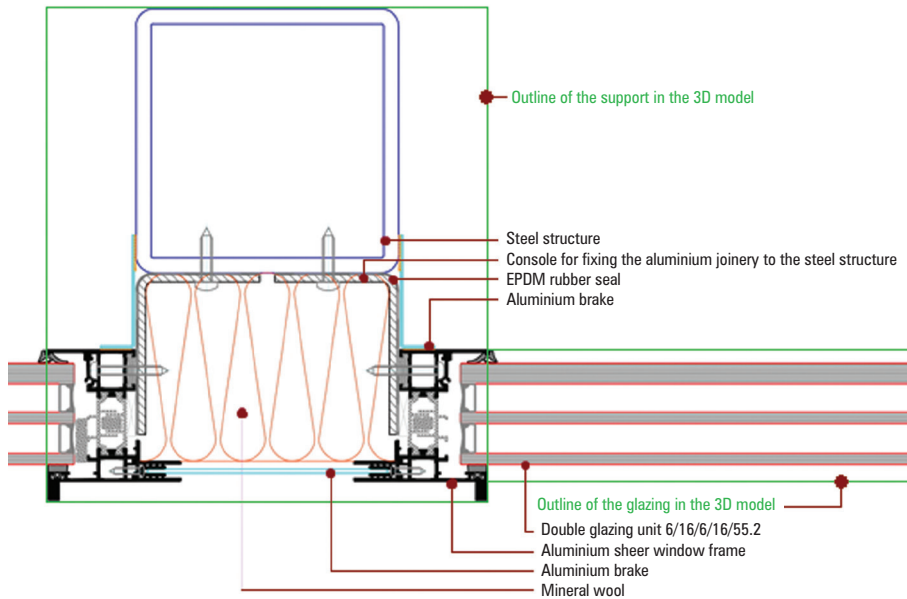 Outline of the support in the 3D model
Steel structure
Console for fixing the aluminium joinery to the steel structure
EPDM rubber seal
Aluminium brake
Outline of the glazing in the 3D model
Double glazing unit 6/16/6/16/55.2
Aluminium sheer window frame
Aluminium brake
Mineral wool